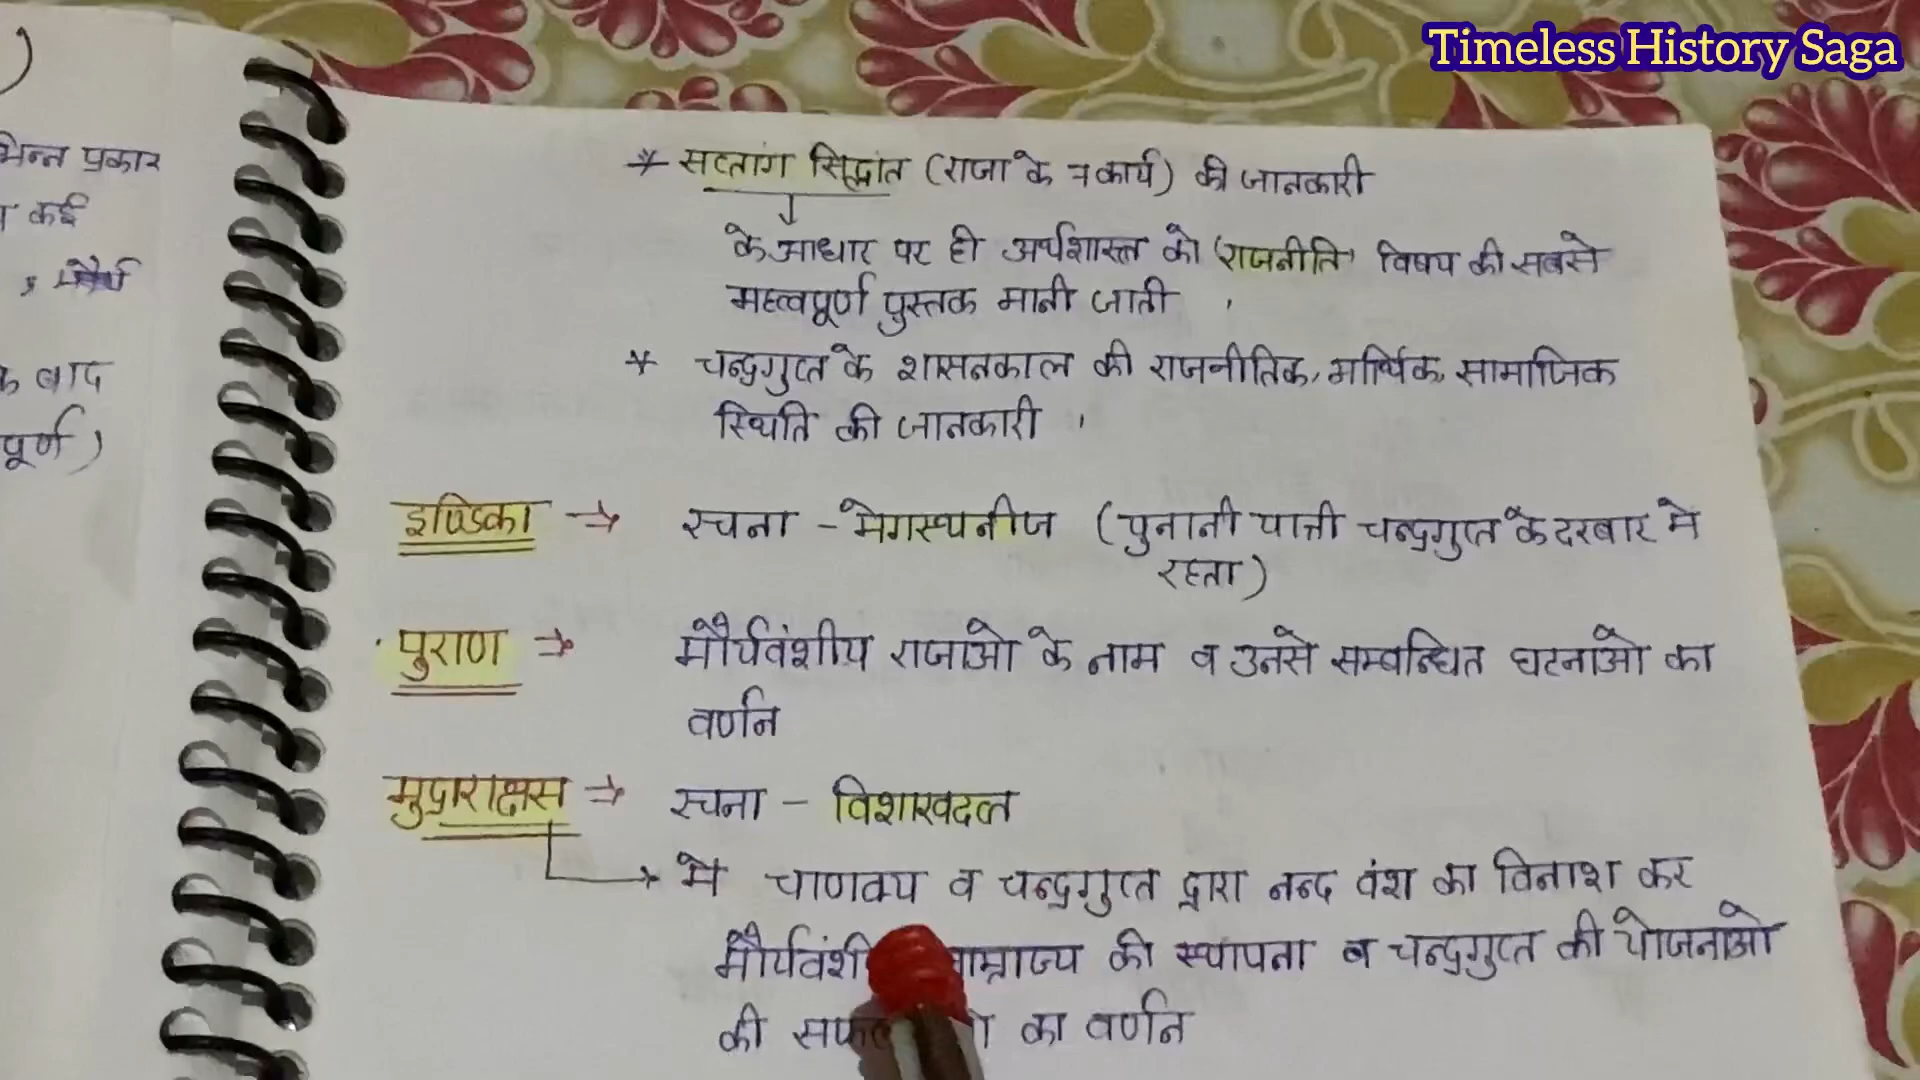 Timeless History Saga
भिन्न प्रकार
कई
मौर्य
के बाद
पूर्ण)
* सप्तांग सिद्धांत (राजा के 7 कार्य) की जानकारी
के आधार पर ही अर्थशास्त्र को 'राजनीति' विषय की सबसे
महत्वपूर्ण पुस्तक मानी जाती
* चन्द्रगुप्त के शासनकाल की राजनीतिक, आर्थिक, सामाजिक
स्थिति की जानकारी
इण्डिका → रचना - मेगस्थनीज (युनानी यात्री चन्द्रगुप्त के दरबार मे
रहता)
पुराण → मौर्यवंशीय राजाओ के नाम व उनसे सम्बन्धित घटनाओ का
वर्णन
मुद्राराक्षस → रचना - विशाखदत्त
→ मे चाणक्य व चन्द्रगुप्त द्वारा नन्द वंश का विनाश कर
की स्थापना व चन्द्रगुप्त की योजनाओ
की का वर्णन